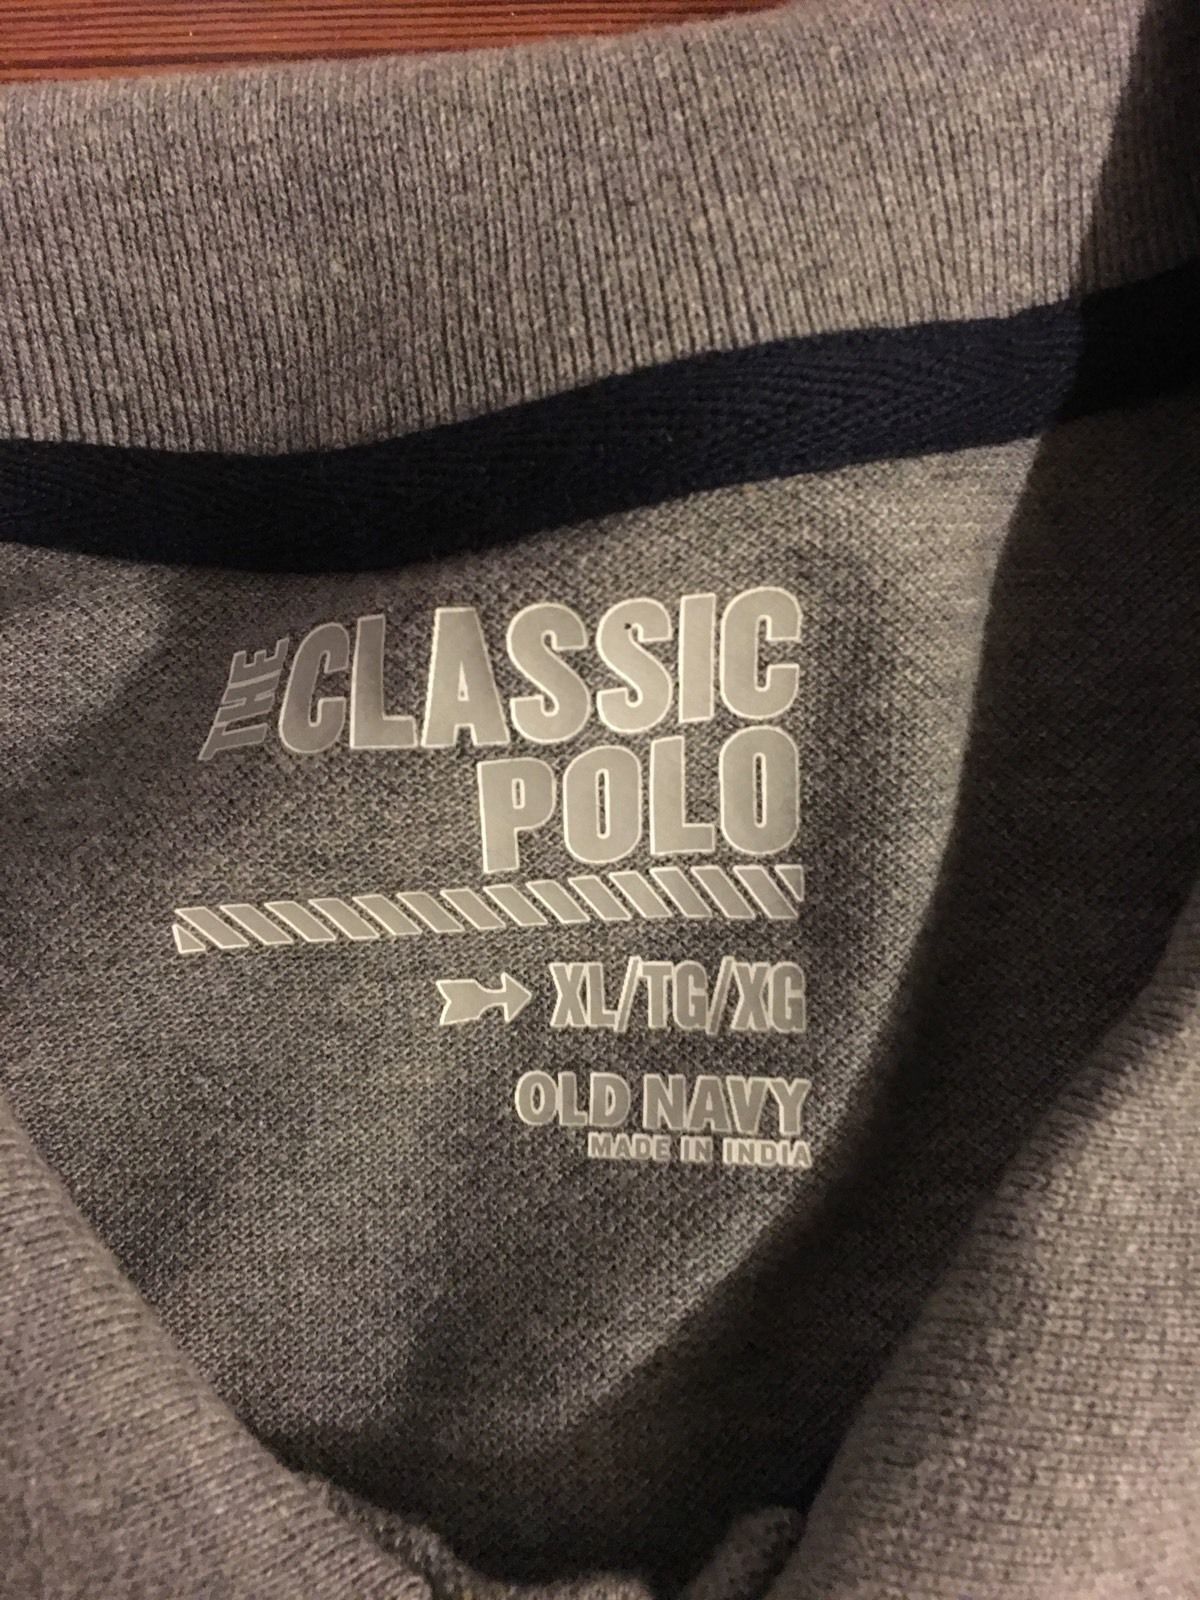 THE CLASSIC
POLO
XL/TG/XG
OLD NAVY
MADE IN INDIA